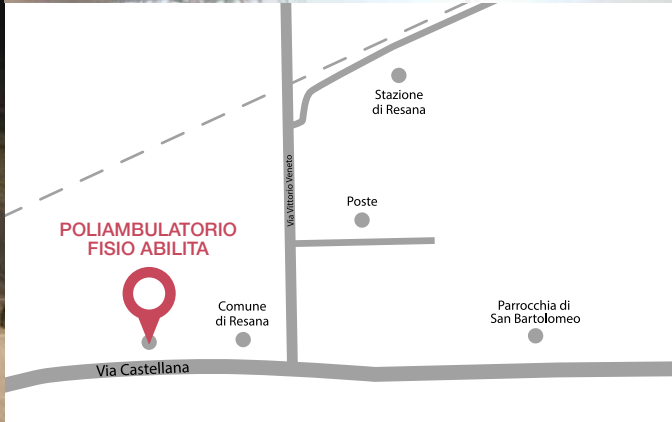 Stazione
di Resana
Via Vittorio Veneto
Poste
POLIAMBULATORIO
FISIO ABILITA
Comune
di Resana
Parrocchia di
San Bartolomeo
Via Castellana